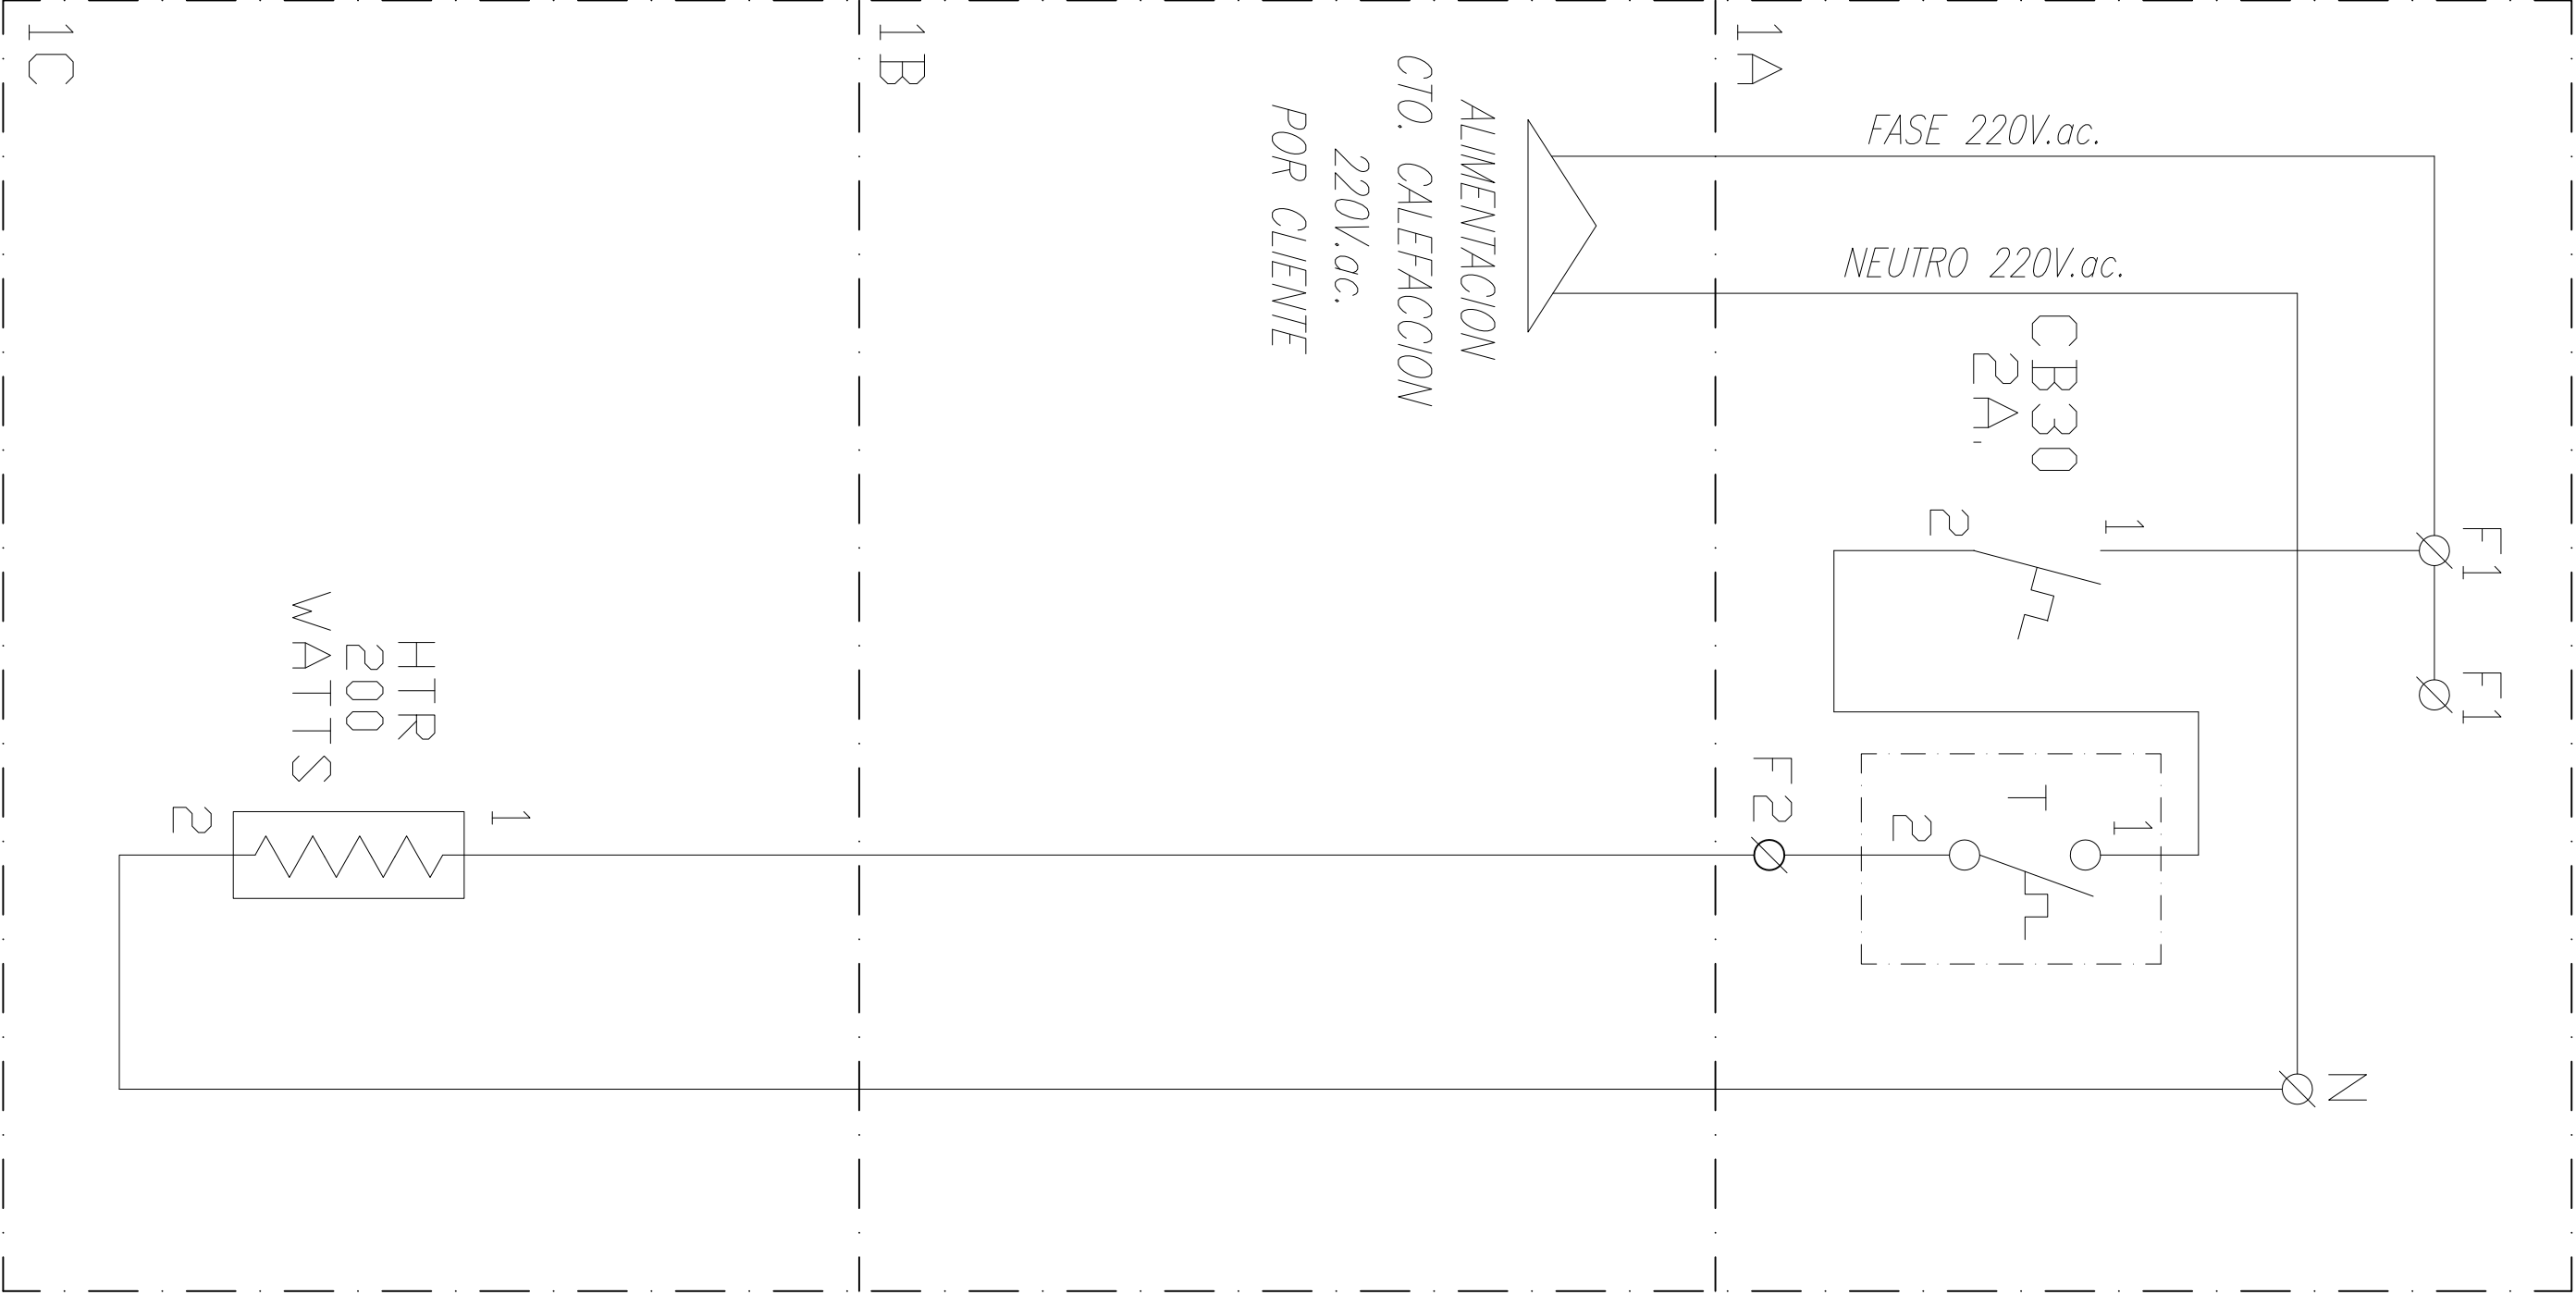 1A
FASE 220V.ac.
NEUTRO 220V.ac.
CB30
2A.
1
2
F1
F1
T
1
2
F2
N
1B
ALIMENTACION
CTO. CALEFACCION
220V.ac.
POR CLIENTE
1C
HTR
200
WATTS
1
2